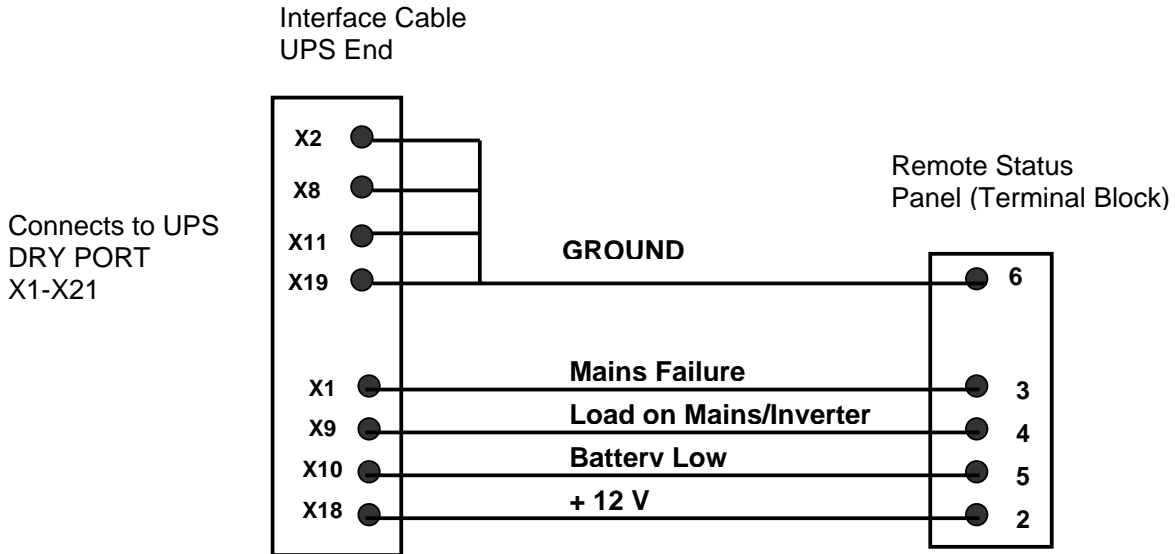 Interface Cable
UPS End
Connects to UPS
DRY PORT
X1-X21
X2
X8
X11
X19
X1
X9
X10
X18
GROUND
Mains Failure
Load on Mains/Inverter
Battery Low
+ 12 V
Remote Status
Panel (Terminal Block)
6
3
4
5
2